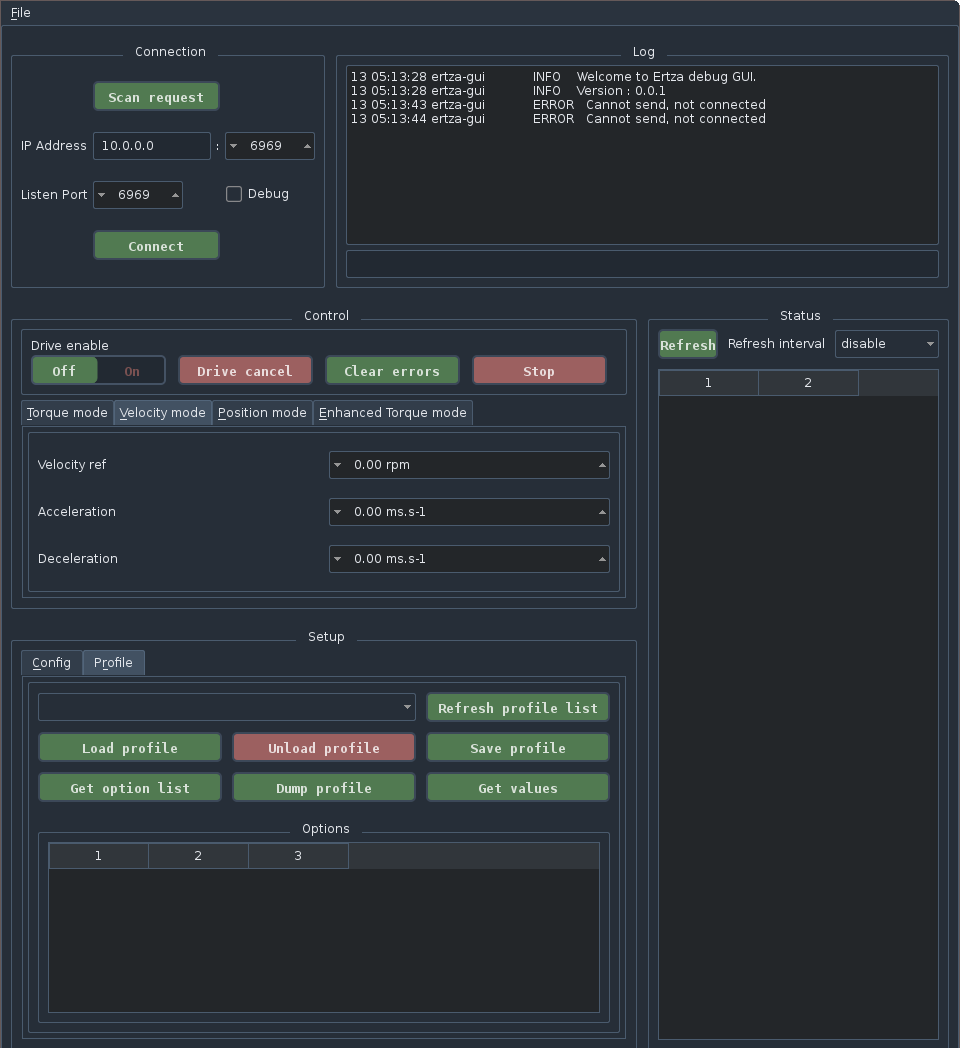 File
Connection
Scan request
IP Address 10.0.0.0 : 6969
Listen Port 6969 Debug
Connect
Log
13 05:13:28 ertza-gui INFO Welcome to Ertza debug GUI.
13 05:13:28 ertza-gui INFO Version : 0.0.1
13 05:13:43 ertza-gui ERROR Cannot send, not connected
13 05:13:44 ertza-gui ERROR Cannot send, not connected
Control
Drive enable
Off On Drive cancel Clear errors Stop
Torque mode Velocity mode Position mode Enhanced Torque mode
Velocity ref 0.00 rpm
Acceleration 0.00 ms.s-1
Deceleration 0.00 ms.s-1
Status
Refresh Refresh interval disable
1 2
Setup
Config Profile
Refresh profile list
Load profile Unload profile Save profile
Get option list Dump profile Get values
Options
1 2 3